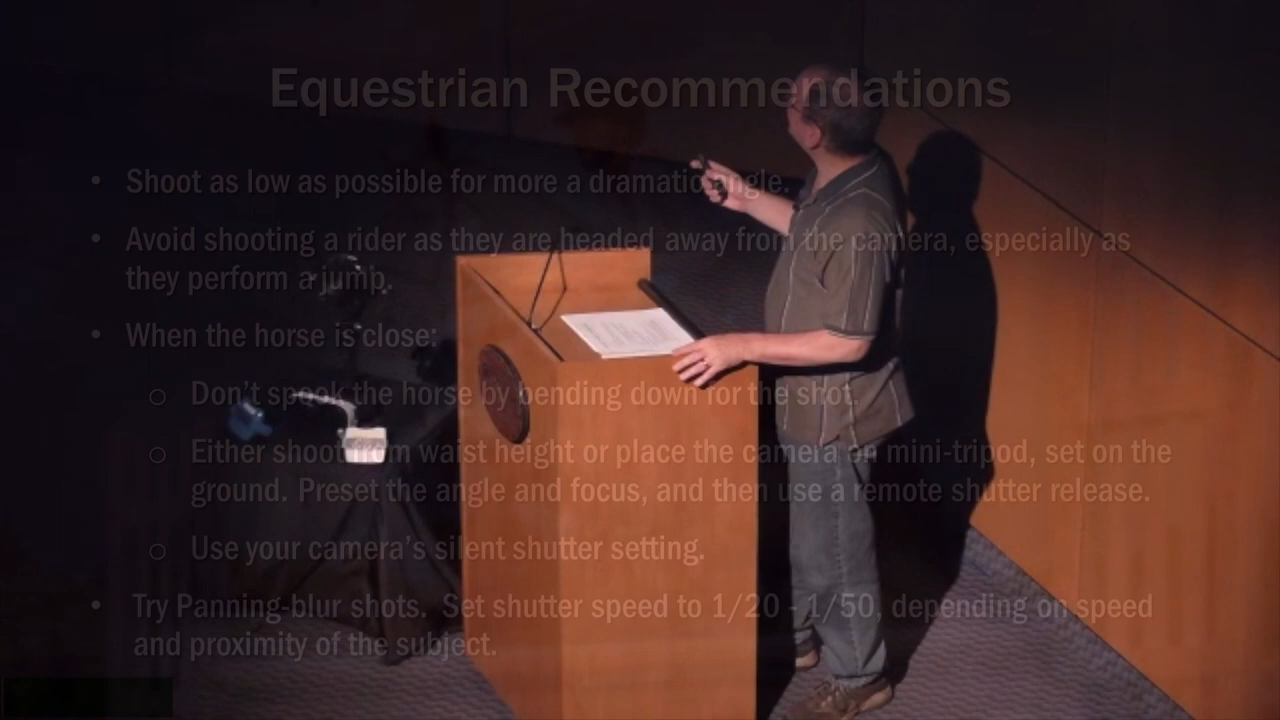 Equestrian Recommendations
• Shoot as low as possible for more a dramatic angle.
• Avoid shooting a rider as they are headed away from the camera, especially as
they perform a jump.
• When the horse is close:
○ Don't spook the horse by bending down for the shot.
○ Either shoot from waist height or place the camera on mini-tripod, set on the
ground. Preset the angle and focus, and then use a remote shutter release.
○ Use your camera's silent shutter setting.
• Try Panning-blur shots. Set shutter speed to 1/20 - 1/50, depending on speed
and proximity of the subject.